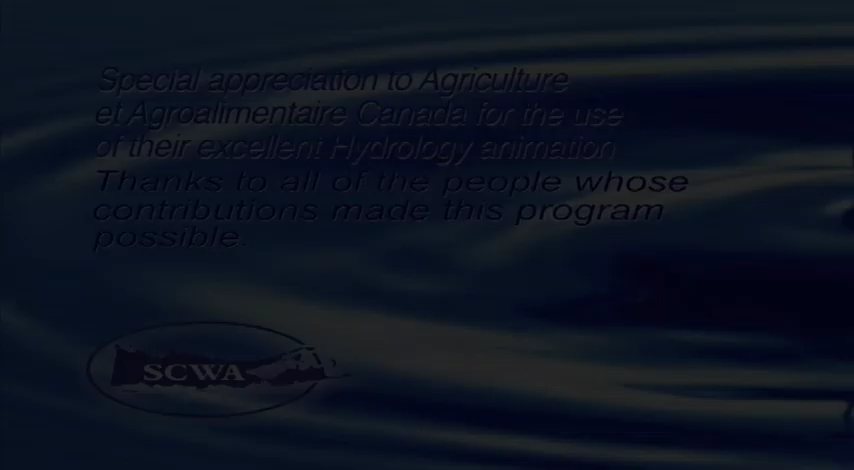 Special appreciation to Agriculture
et Agroalimentaire Canada for the use
of their excellent Hydrology animation
Thanks to all of the people whose
contributions made this program
possible.
SCWA